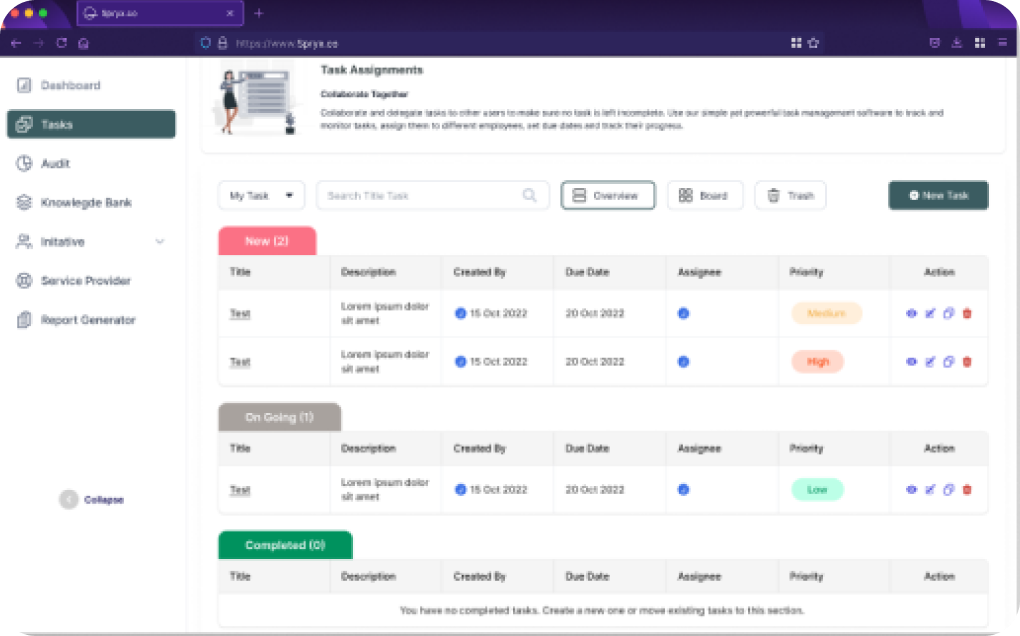 Spryx.co
https://www.Spryx.co
Dashboard
Tasks
Audit
Knowlegde Bank
Initative
Service Provider
Report Generator
Collapse
Task Assignments
Collaborate Together
Collaborate and delegate tasks to other users to make sure no task is left incomplete. Use our simple yet powerful task management software to track and
monitor tasks, assign them to different employees, set due dates and track their progress.
My Task Search Title Task Overview Board Trash New Task
New (2)
Title Description Created By Due Date Assignee Priority Action
Test Lorem ipsum dolor 15 Oct 2022 20 Oct 2022 Medium
sit amet
Test Lorem ipsum dolor 15 Oct 2022 20 Oct 2022 High
sit amet
On Going (1)
Title Description Created By Due Date Assignee Priority Action
Test Lorem ipsum dolor 15 Oct 2022 20 Oct 2022 Low
sit amet
Completed (0)
Title Description Created By Due Date Assignee Priority Action
You have no completed tasks. Create a new one or move existing tasks to this section.